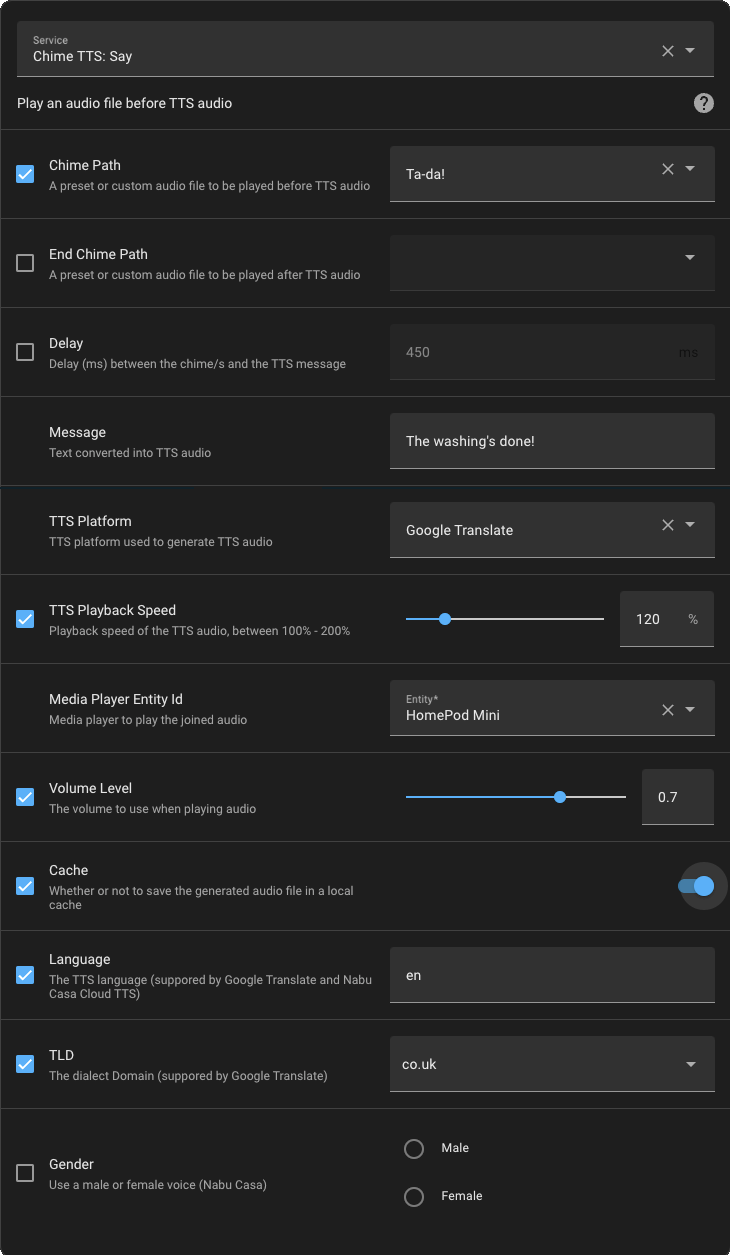 Service
Chime TTS: Say
Play an audio file before TTS audio
Chime Path
A preset or custom audio file to be played before TTS audio
Ta-da!
End Chime Path
A preset or custom audio file to be played after TTS audio
Delay
Delay (ms) between the chime/s and the TTS message
450 ms
Message
Text converted into TTS audio
The washing's done!
TTS Platform
TTS platform used to generate TTS audio
Google Translate
TTS Playback Speed
Playback speed of the TTS audio, between 100% - 200%
120 %
Media Player Entity Id
Media player to play the joined audio
Entity*
HomePod Mini
Volume Level
The volume to use when playing audio
0.7
Cache
Whether or not to save the generated audio file in a local
cache
Language
The TTS language (suppored by Google Translate and Nabu
Casa Cloud TTS)
en
TLD
The dialect Domain (suppored by Google Translate)
co.uk
Gender
Use a male or female voice (Nabu Casa)
Male
Female